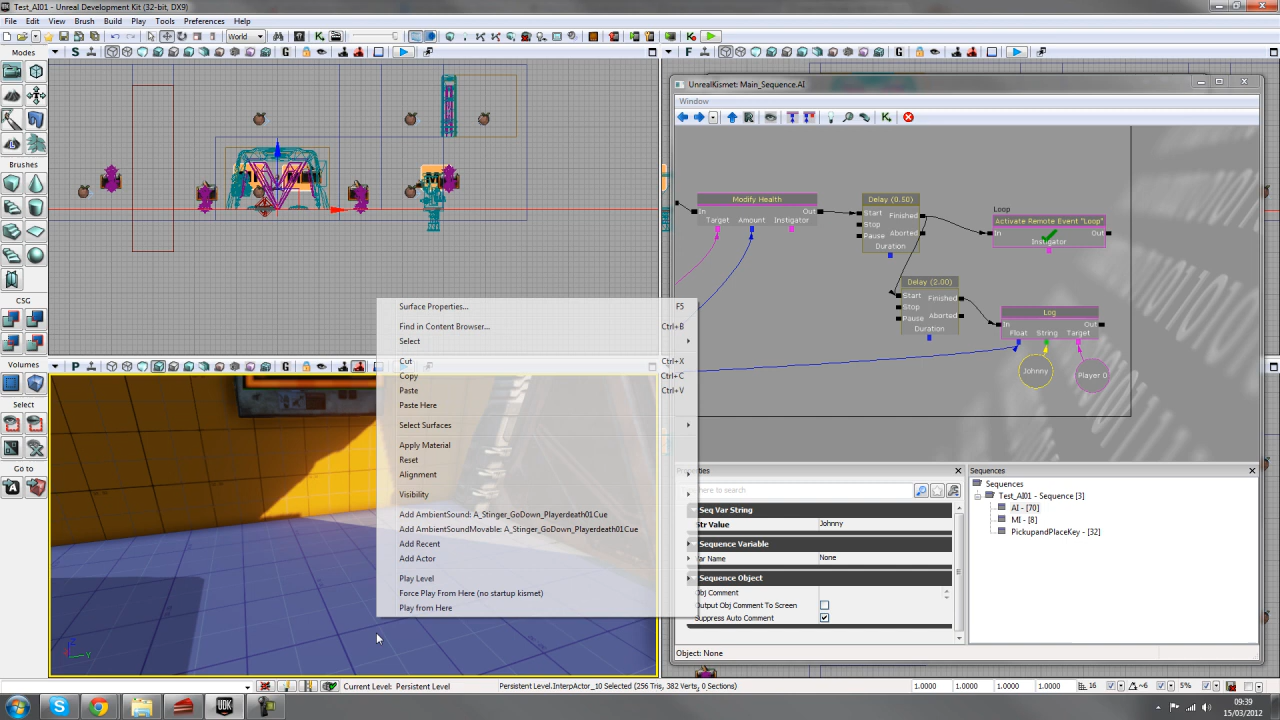 Test_AI01 - Unreal Development Kit (32-bit, DX9)
File Edit View Brush Build Play Tools Preferences Help
World
Modes
Brushes
CSG
Volumes
Select
Go to
S
G
P
G
F
G
UnrealKismet: Main_Sequence.AI
Window
Modify Health
In Out
Target Amount Instigator
Delay (0.50)
Start Finished
Stop
Pause Aborted
Duration
Loop
Activate Remote Event "Loop"
In Out
Instigator
Delay (2.00)
Start Finished
Stop
Pause Aborted
Duration
Log
In Out
Float String Target
Johnny
Player 0
Surface Properties... F5
Find in Content Browser... Ctrl+B
Select
Cut Ctrl+X
Copy Ctrl+C
Paste Ctrl+V
Paste Here
Select Surfaces
Apply Material
Reset
Alignment
Visibility
Add AmbientSound: A_Stinger_GoDown_Playerdeath01Cue
Add AmbientSoundMovable: A_Stinger_GoDown_Playerdeath01Cue
Add Recent
Add Actor
Play Level
Force Play From Here (no startup kismet)
Play from Here
Properties
here to search
Seq Var String
Str Value Johnny
Sequence Variable
Var Name None
Sequence Object
Obj Comment
Output Obj Comment To Screen
Suppress Auto Comment
Sequences
Sequences
Test_AI01 - Sequence [3]
AI - [70]
MI - [8]
PickupandPlaceKey - [32]
Object: None
Z
Y
Current Level: Persistent Level
Persistent Level.InterpActor_10 Selected (256 Tris, 382 Verts, 0 Sections)
1.0000 1.0000 1.0000 1.0000 16 ~6 5%
UDK
09:39
15/03/2012